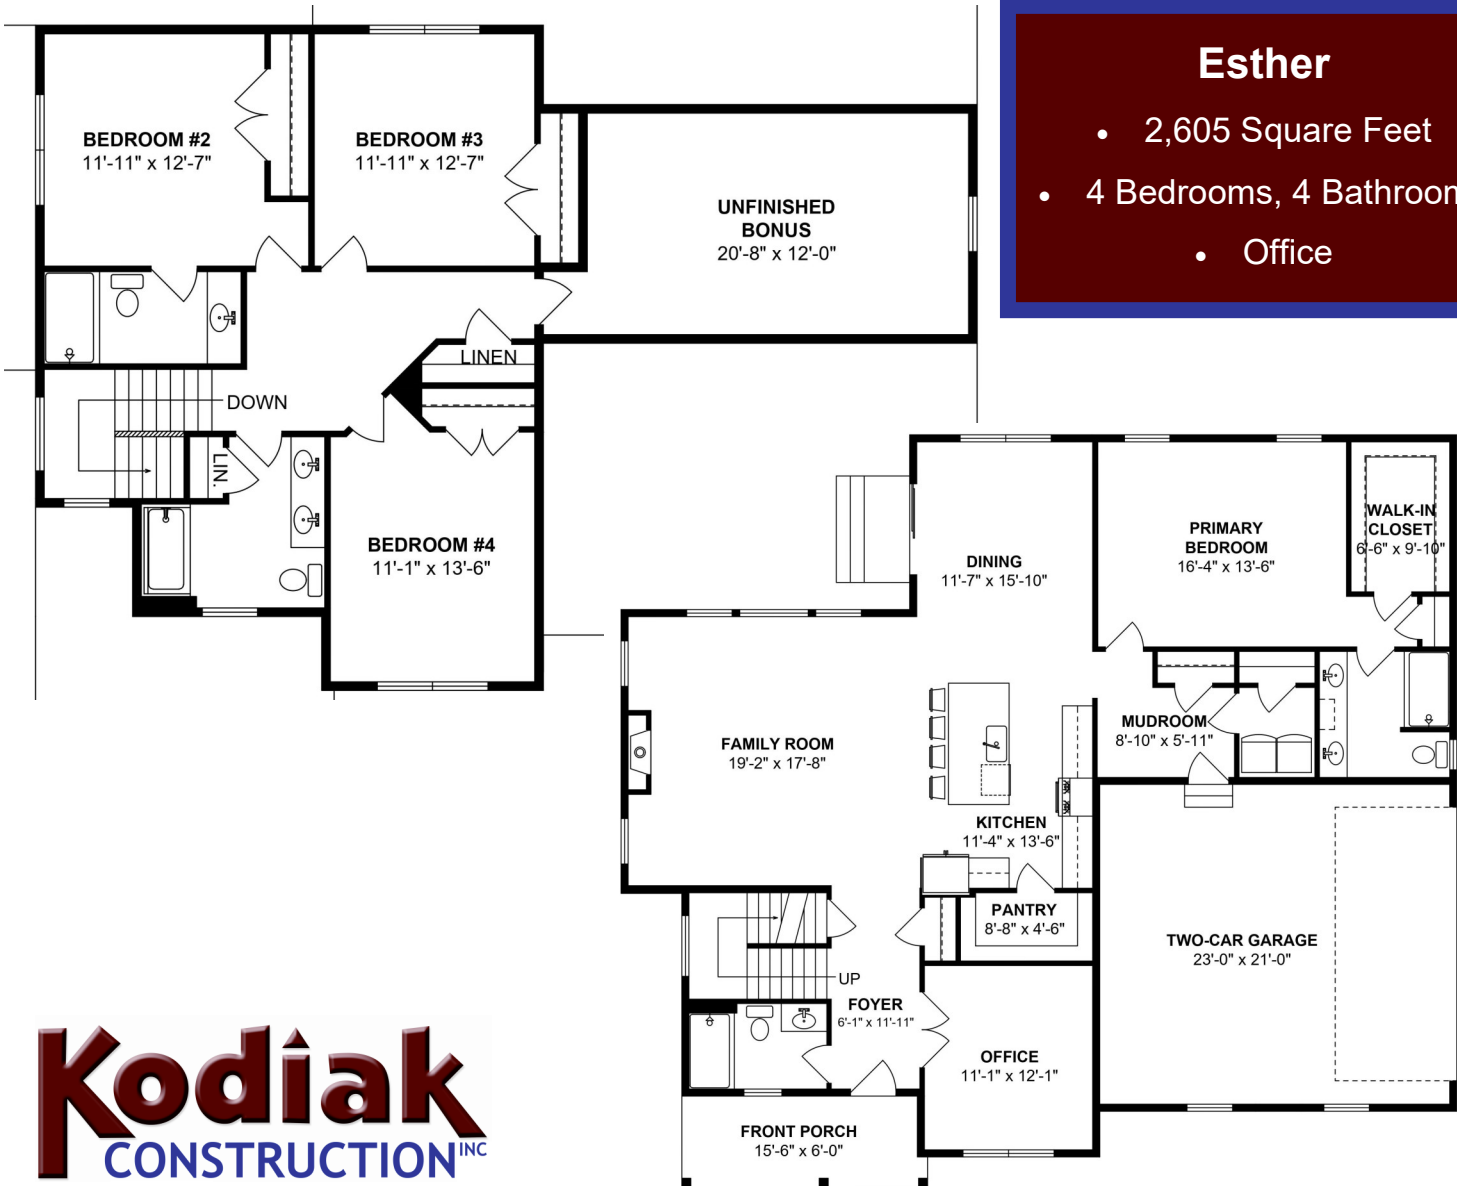 Esther
• 2,605 Square Feet
• 4 Bedrooms, 4 Bathroom
• Office
BEDROOM #2
11'-11" x 12'-7"
BEDROOM #3
11'-11" x 12'-7"
UNFINISHED
BONUS
20'-8" x 12'-0"
LINEN
DOWN
LIN.
BEDROOM #4
11'-1" x 13'-6"
DINING
11'-7" x 15'-10"
PRIMARY
BEDROOM
16'-4" x 13'-6"
WALK-IN
CLOSET
6'-6" x 9'-10"
FAMILY ROOM
19'-2" x 17'-8"
MUDROOM
8'-10" x 5'-11"
KITCHEN
11'-4" x 13'-6"
PANTRY
8'-8" x 4'-6"
TWO-CAR GARAGE
23'-0" x 21'-0"
UP
FOYER
6'-1" x 11'-11"
OFFICE
11'-1" x 12'-1"
FRONT PORCH
15'-6" x 6'-0"
Kodiak
CONSTRUCTION INC